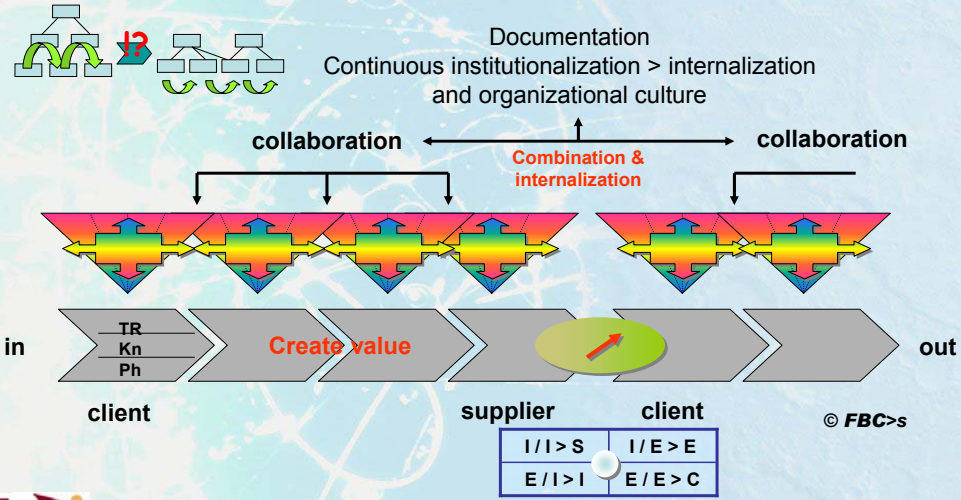 !?
Documentation
Continuous institutionalization > internalization
and organizational culture
collaboration
collaboration
Combination &
internalization
in
TR
Kn
Ph
Create value
out
client
supplier
client
© FBC>s
I / I > S
I / E > E
E / I > I
E / E > C